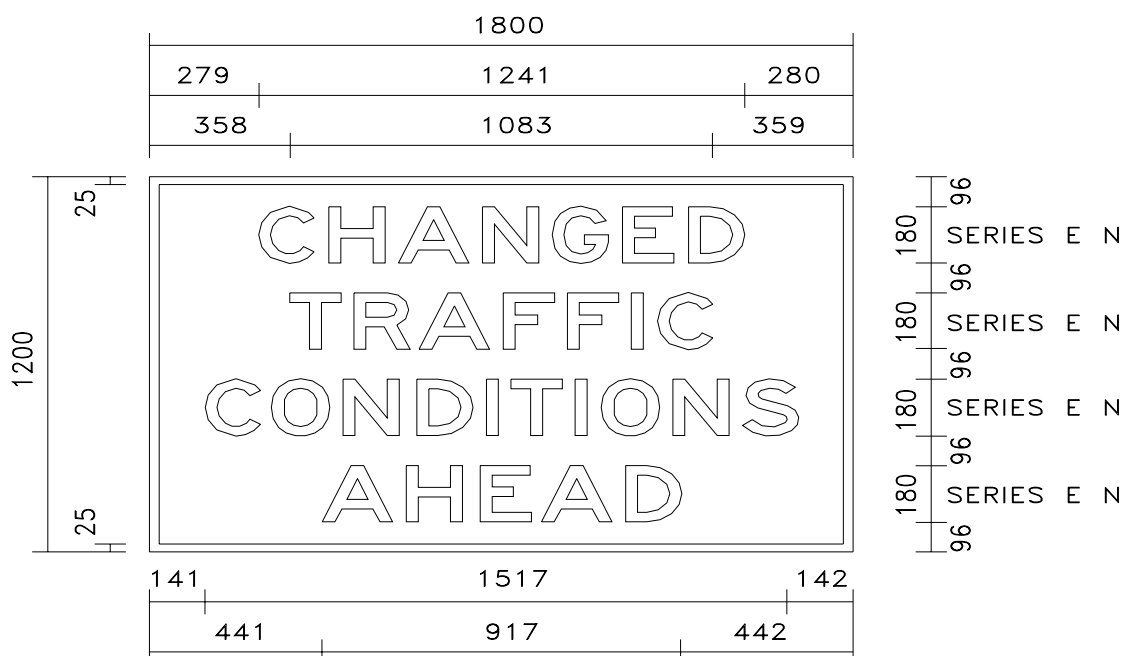 1800
279 1241 280
358 1083 359
25 96
CHANGED 180 SERIES E N
96
TRAFFIC 180 SERIES E N
1200 96
CONDITIONS 180 SERIES E N
96
AHEAD 180 SERIES E N
25 96
141 1517 142
441 917 442